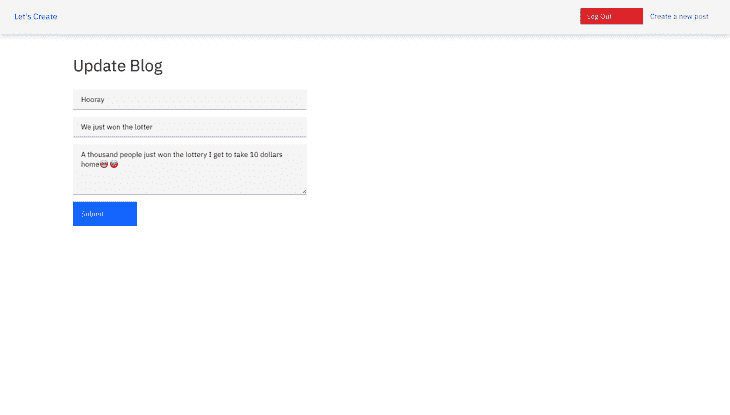 Let's Create
Log Out
Create a new post
Update Blog
Hooray
We just won the lotter
A thousand people just won the lottery I get to take 10 dollars
home😂😂
Submit